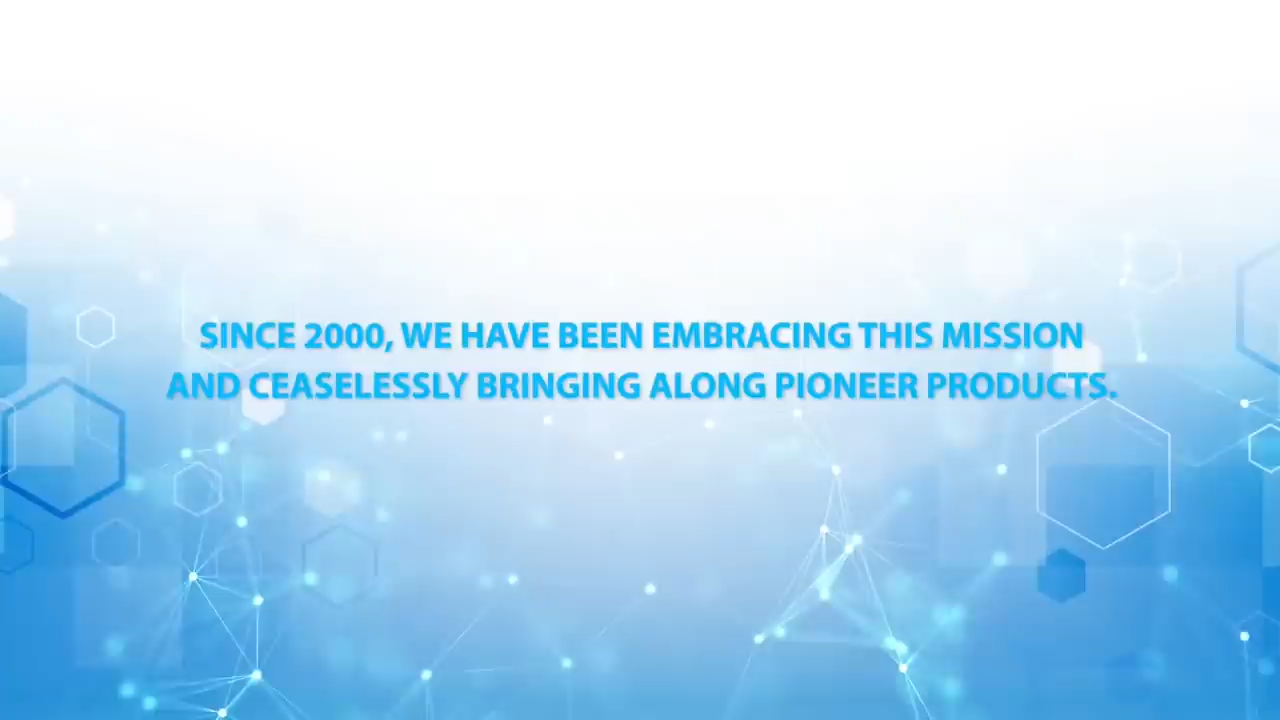 SINCE 2000, WE HAVE BEEN EMBRACING THIS MISSION
AND CEASELESSLY BRINGING ALONG PIONEER PRODUCTS.